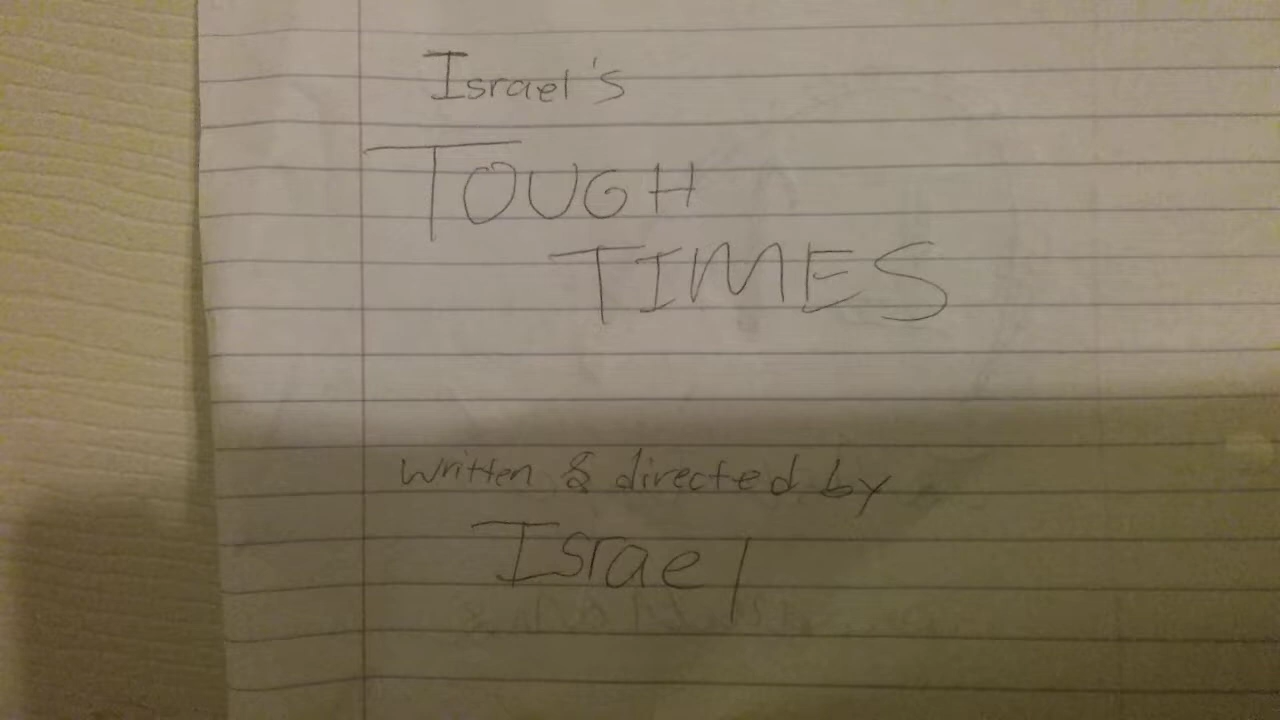 Israel's
TOUGH
TIMES
written & directed by
Israel